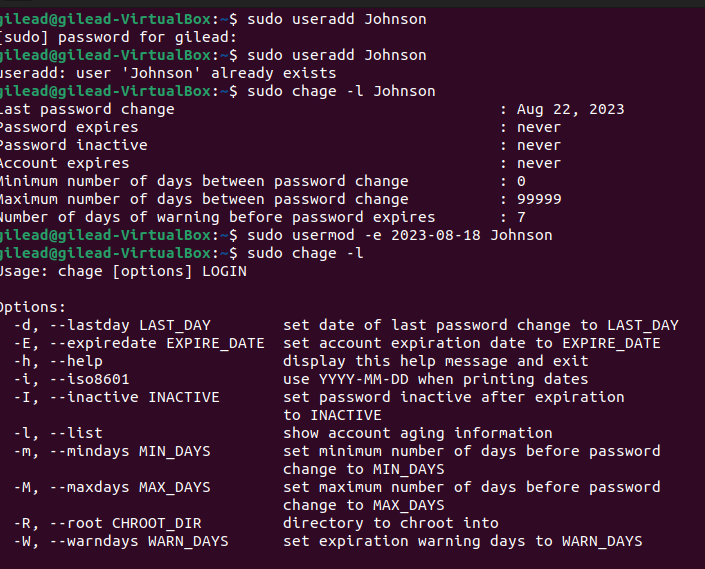 gilead@gilead-VirtualBox:~$ sudo useradd Johnson
[sudo] password for gilead:
gilead@gilead-VirtualBox:~$ sudo useradd Johnson
useradd: user 'Johnson' already exists
gilead@gilead-VirtualBox:~$ sudo chage -l Johnson
Last password change : Aug 22, 2023
Password expires : never
Password inactive : never
Account expires : never
Minimum number of days between password change : 0
Maximum number of days between password change : 99999
Number of days of warning before password expires : 7
gilead@gilead-VirtualBox:~$ sudo usermod -e 2023-08-18 Johnson
gilead@gilead-VirtualBox:~$ sudo chage -l
Usage: chage [options] LOGIN
Options:
-d, --lastday LAST_DAY set date of last password change to LAST_DAY
-E, --expiredate EXPIRE_DATE set account expiration date to EXPIRE_DATE
-h, --help display this help message and exit
-i, --iso8601 use YYYY-MM-DD when printing dates
-I, --inactive INACTIVE set password inactive after expiration
to INACTIVE
-l, --list show account aging information
-m, --mindays MIN_DAYS set minimum number of days before password
change to MIN_DAYS
-M, --maxdays MAX_DAYS set maximum number of days before password
change to MAX_DAYS
-R, --root CHROOT_DIR directory to chroot into
-W, --warndays WARN_DAYS set expiration warning days to WARN_DAYS